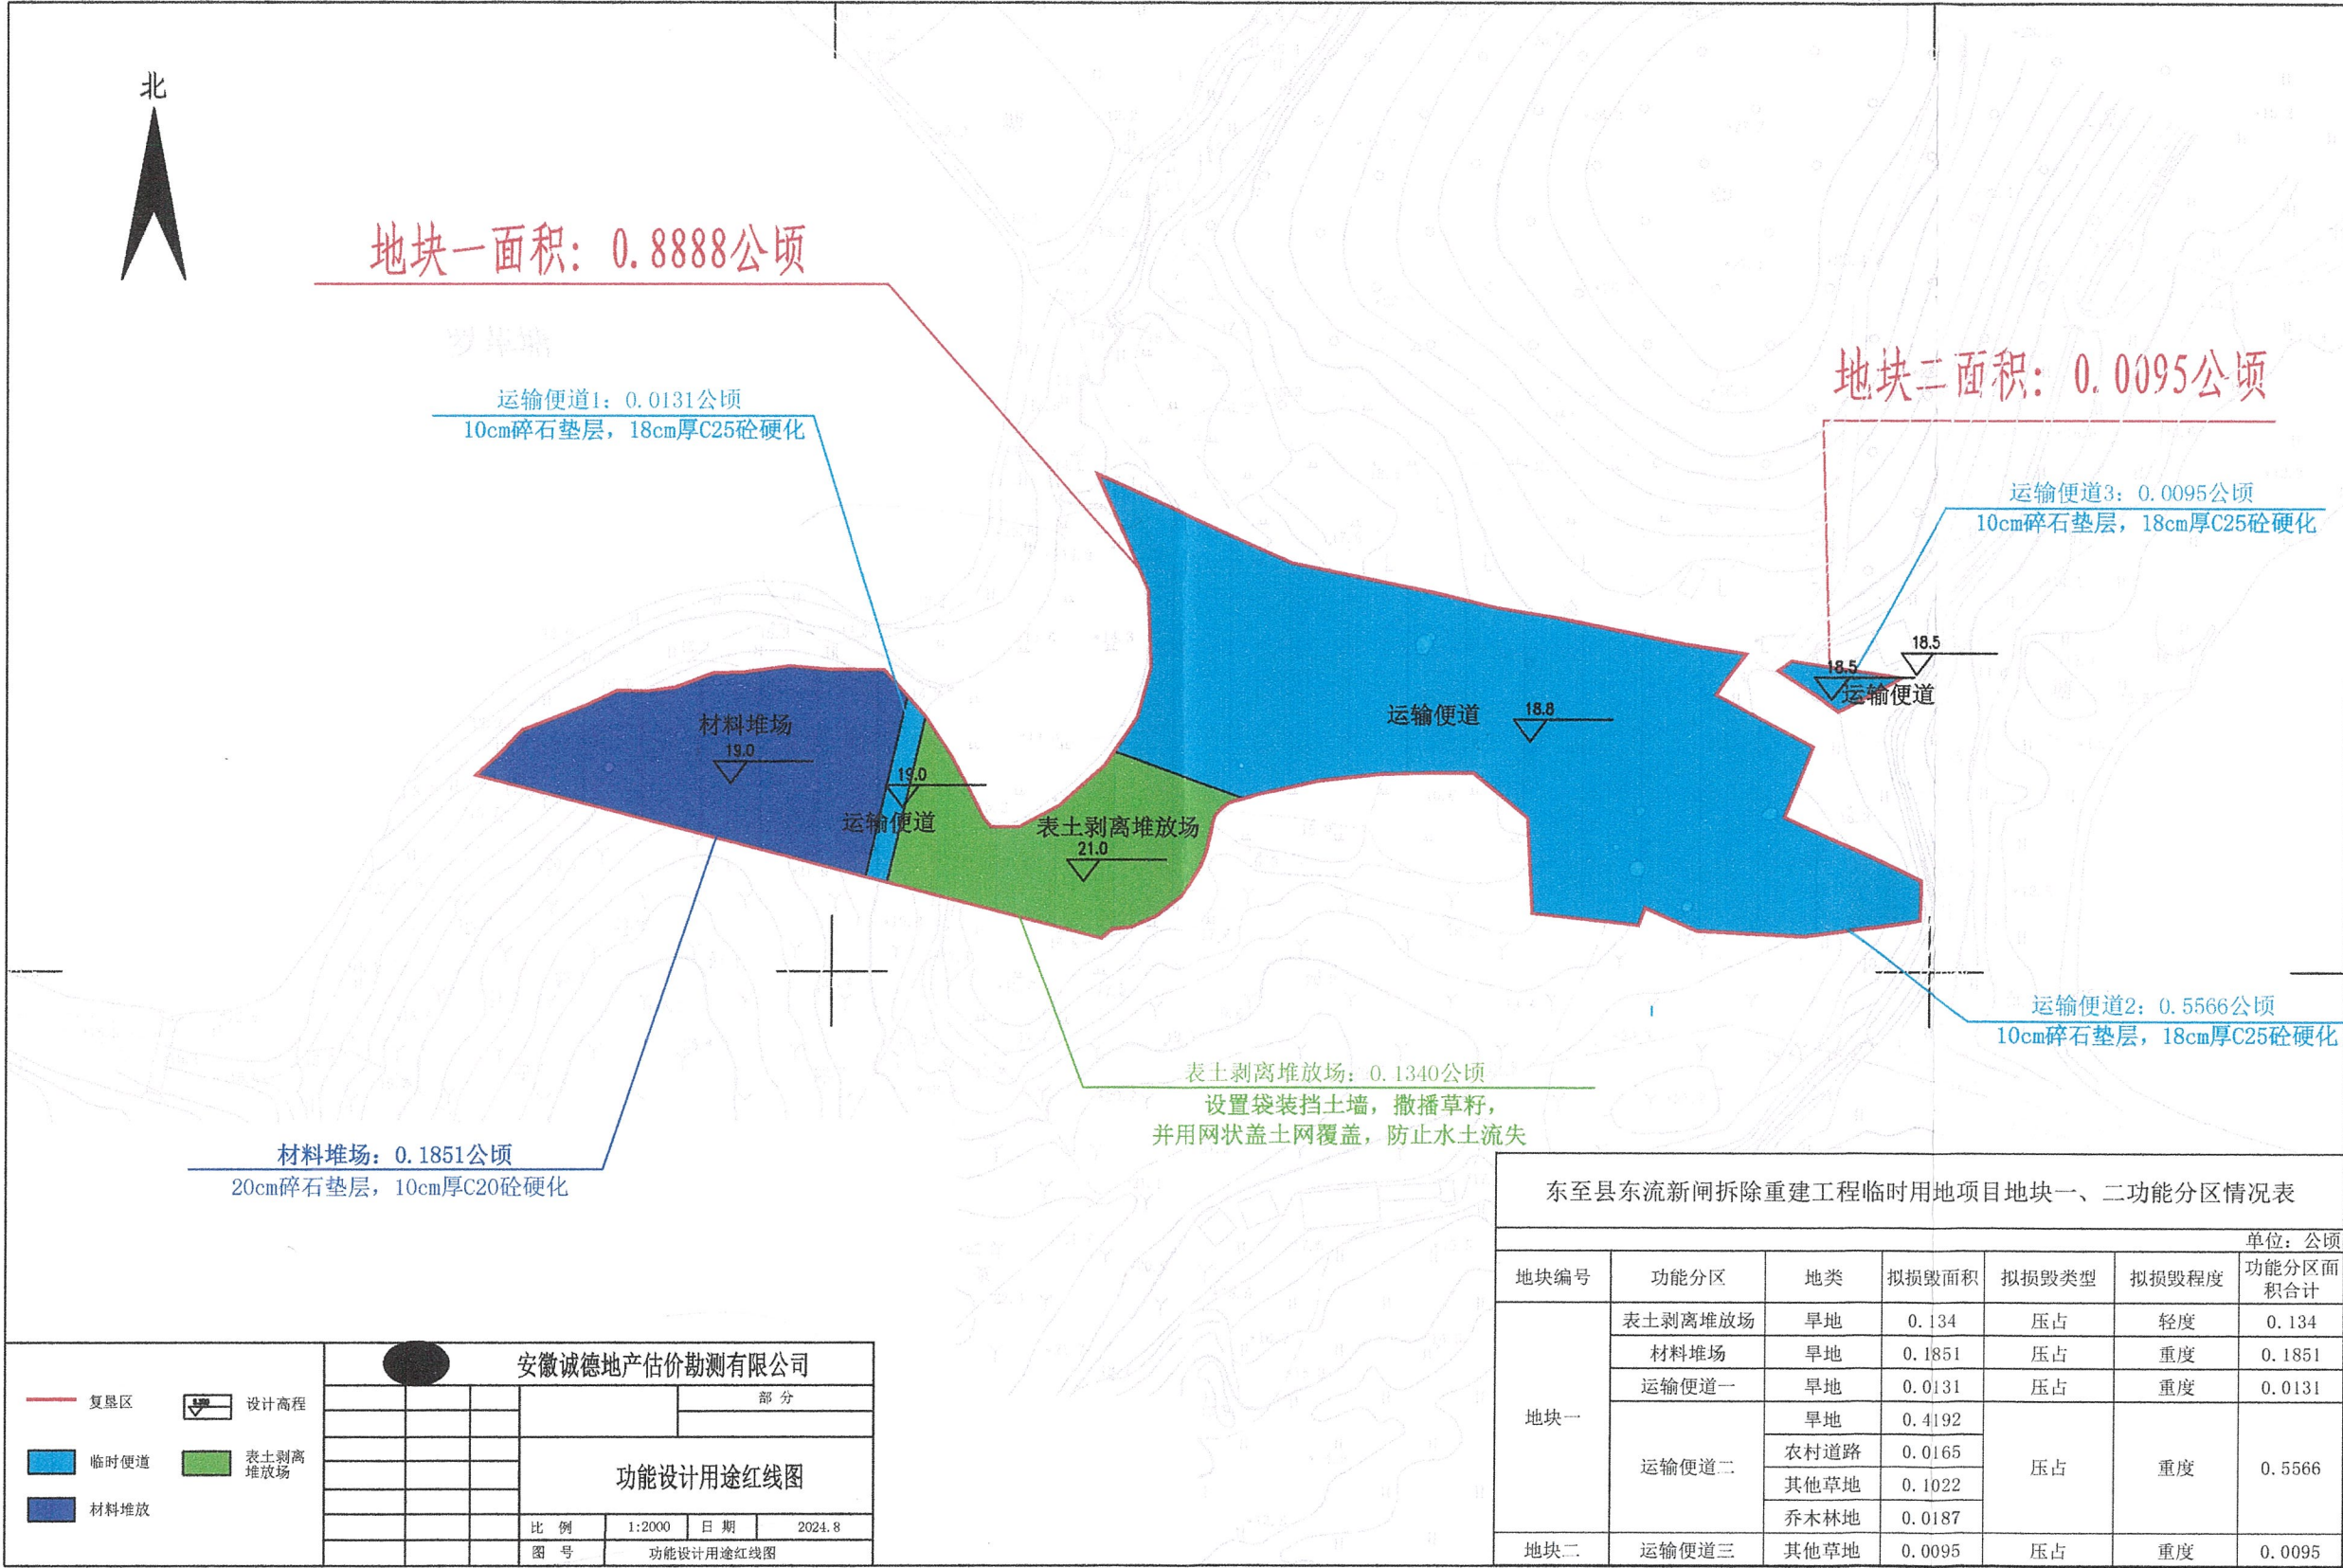 北
地块一面积：0.8888公顷
地块二面积：0.0095公顷
运输便道1：0.0131公顷
10cm碎石垫层，18cm厚C25砼硬化
运输便道3：0.0095公顷
10cm碎石垫层，18cm厚C25砼硬化
18.5
18.5
运输便道
材料堆场
19.0
运输便道
18.8
19.0
运输便道
表土剥离堆放场
21.0
运输便道2：0.5566公顷
10cm碎石垫层，18cm厚C25砼硬化
表土剥离堆放场：0.1340公顷
设置袋装挡土墙，撒播草籽，
并用网状盖土网覆盖，防止水土流失
材料堆场：0.1851公顷
20cm碎石垫层，10cm厚C20砼硬化
东至县东流新闸拆除重建工程临时用地项目地块一、二功能分区情况表
单位：公顷
地块编号 功能分区 地类 拟损毁面积 拟损毁类型 拟损毁程度 功能分区面积合计
地块一 表土剥离堆放场 旱地 0.134 压占 轻度 0.134
材料堆场 旱地 0.1851 压占 重度 0.1851
运输便道一 旱地 0.0131 压占 重度 0.0131
运输便道二 旱地 0.4192 压占 重度 0.5566
农村道路 0.0165
其他草地 0.1022
乔木林地 0.0187
地块二 运输便道三 其他草地 0.0095 压占 重度 0.0095
复垦区
设计高程
临时便道
表土剥离
堆放场
材料堆放
安徽诚德地产估价勘测有限公司
部 分
功能设计用途红线图
比 例 1:2000 日 期 2024.8
图 号 功能设计用途红线图